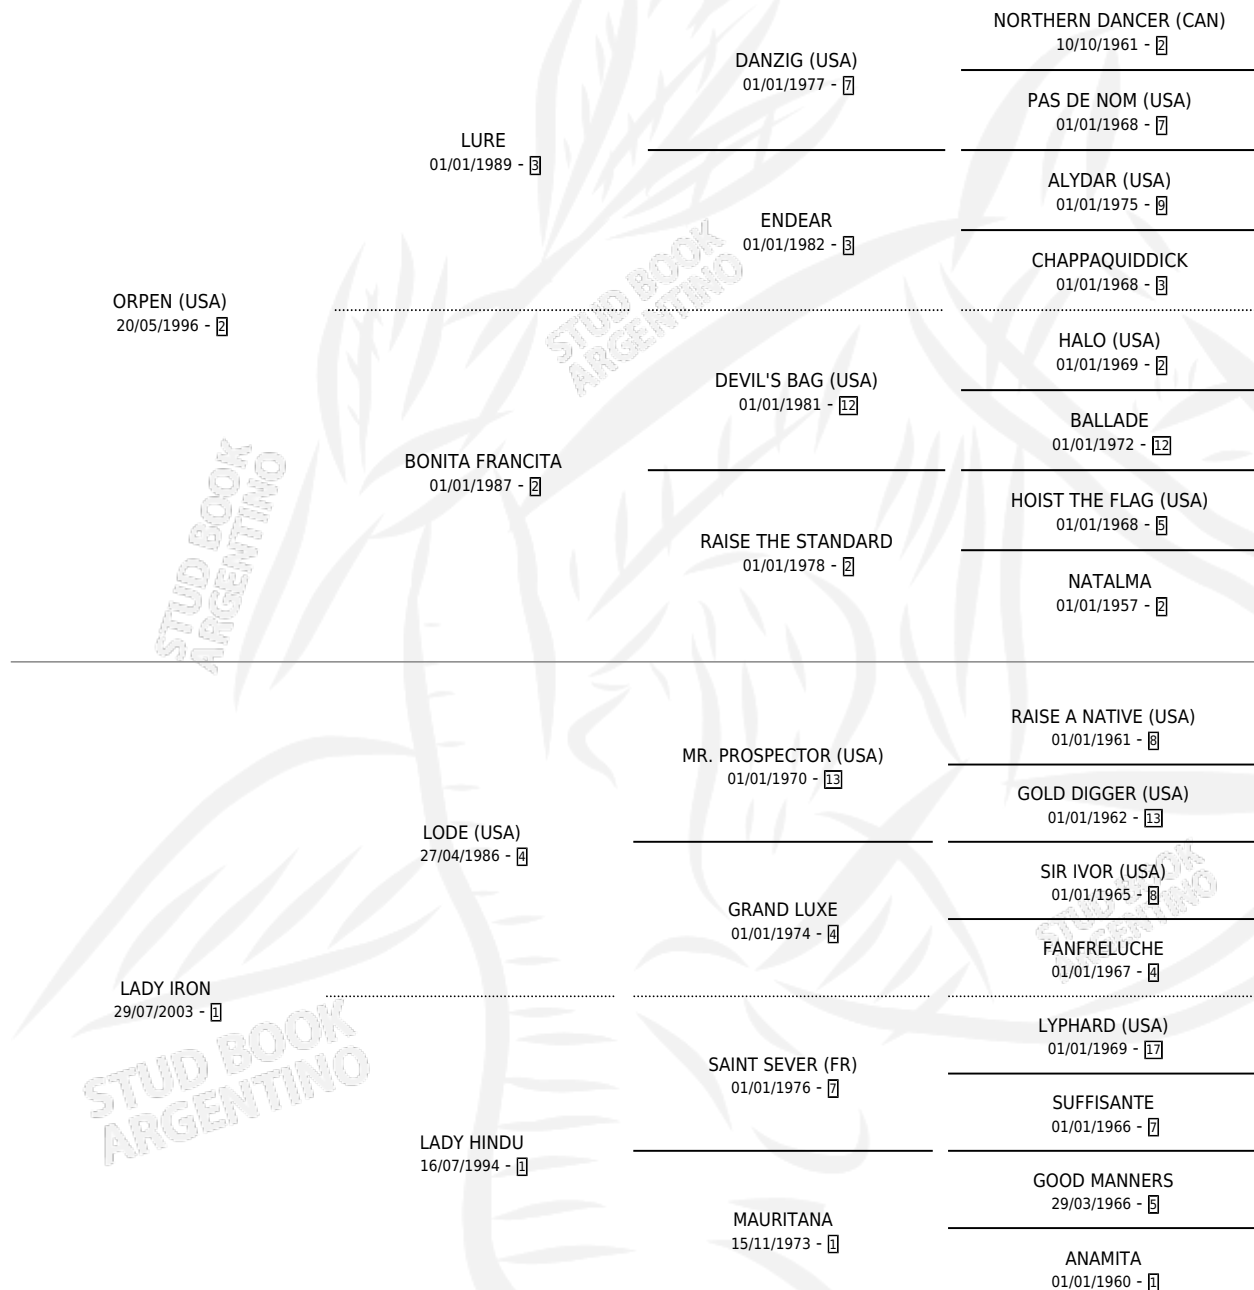 NORTHERN DANCER (CAN)
10/10/1961 - 2
DANZIG (USA)
01/01/1977 - 7
PAS DE NOM (USA)
01/01/1968 - 7
LURE
01/01/1989 - 3
ALYDAR (USA)
01/01/1975 - 9
ENDEAR
01/01/1982 - 3
CHAPPAQUIDDICK
01/01/1968 - 3
ORPEN (USA)
20/05/1996 - 2
STUD BOOK
ARGENTINO
HALO (USA)
01/01/1969 - 2
DEVIL'S BAG (USA)
01/01/1981 - 12
BALLADE
01/01/1972 - 12
BONITA FRANCITA
01/01/1987 - 2
HOIST THE FLAG (USA)
01/01/1968 - 5
RAISE THE STANDARD
01/01/1978 - 2
NATALMA
01/01/1957 - 2
STUD BOOK
ARGENTINO
RAISE A NATIVE (USA)
01/01/1961 - 8
MR. PROSPECTOR (USA)
01/01/1970 - 13
GOLD DIGGER (USA)
01/01/1962 - 13
LODE (USA)
27/04/1986 - 4
SIR IVOR (USA)
01/01/1965 - 8
STUD BOOK
ARGENTINO
GRAND LUXE
01/01/1974 - 4
FANFRELUCHE
01/01/1967 - 4
LADY IRON
29/07/2003 - 1
STUD BOOK
ARGENTINO
LYPHARD (USA)
01/01/1969 - 17
SAINT SEVER (FR)
01/01/1976 - 7
SUFFISANTE
01/01/1966 - 7
LADY HINDU
16/07/1994 - 1
GOOD MANNERS
29/03/1966 - 5
MAURITANA
15/11/1973 - 1
ANAMITA
01/01/1960 - 1